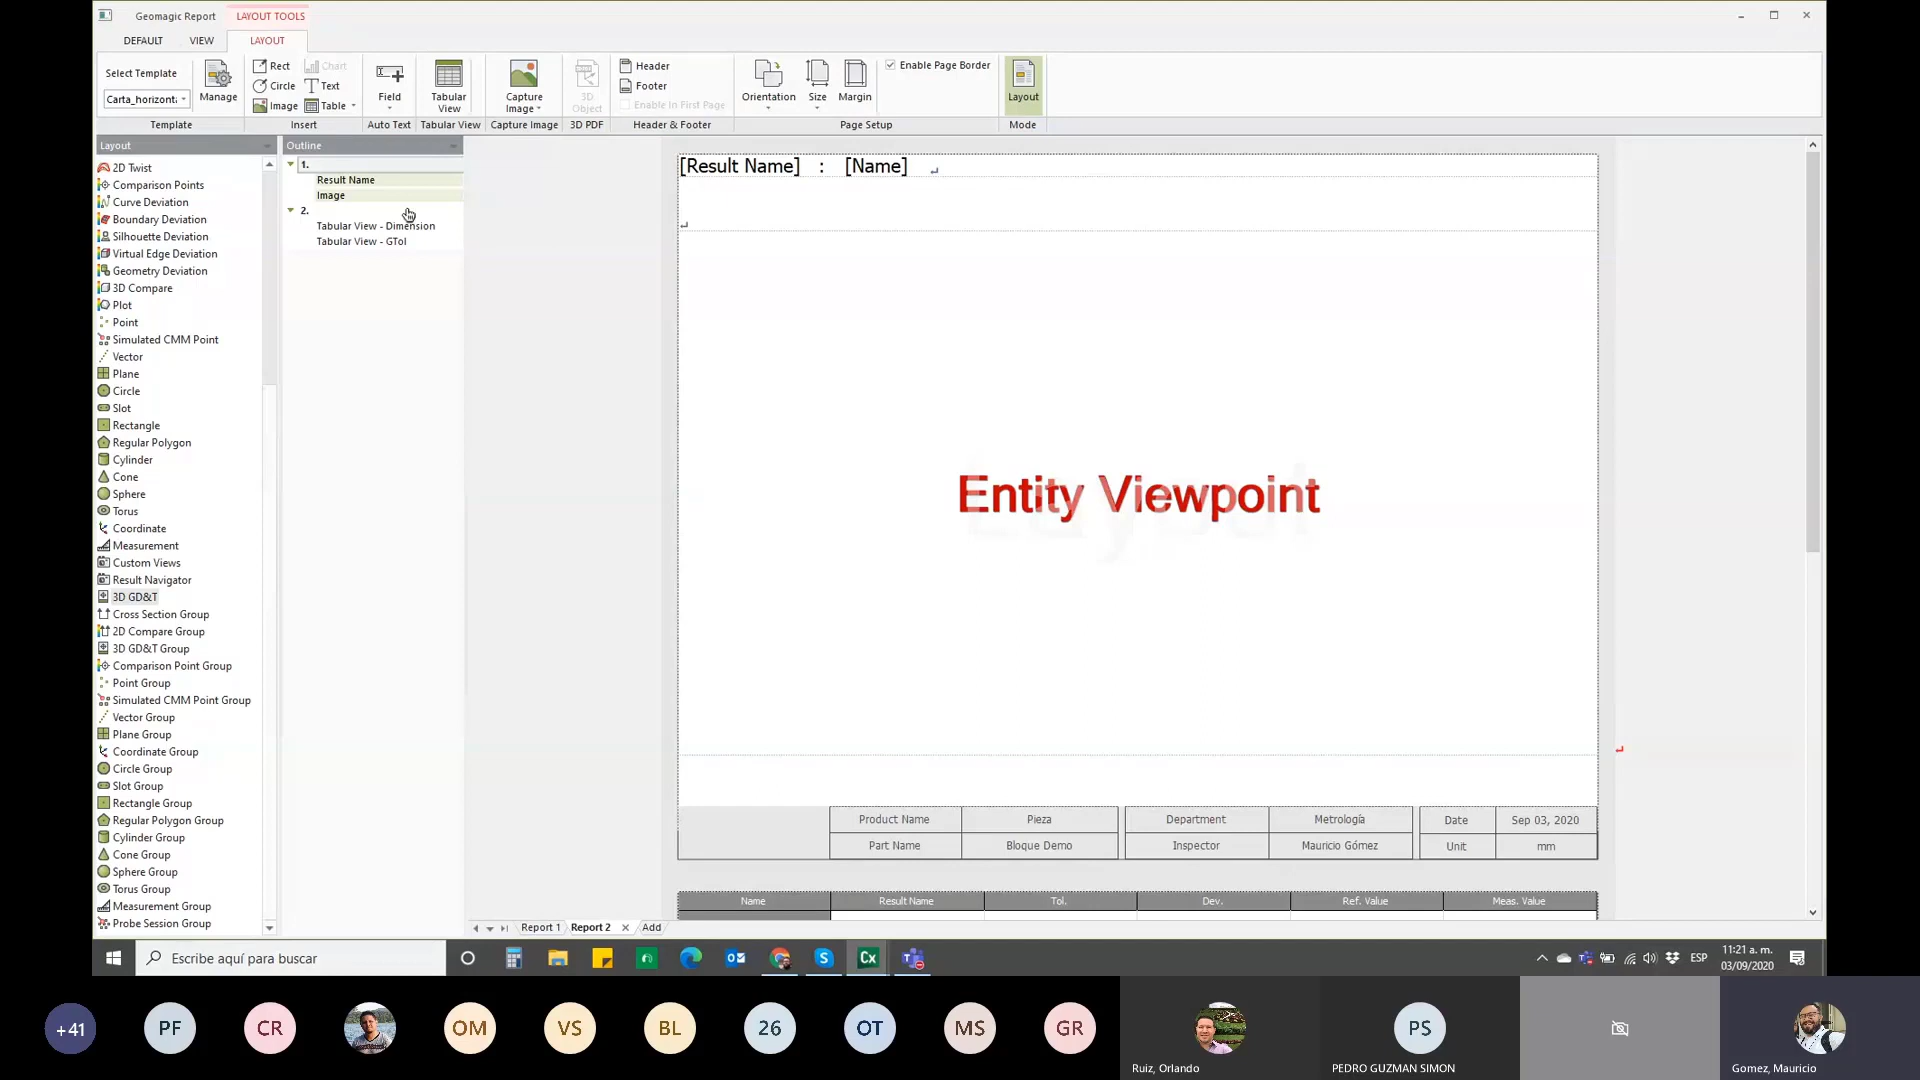 Geomagic Report
LAYOUT TOOLS
DEFAULT
VIEW
LAYOUT
Select Template
Carta_horizonta
Manage
Template
Rect
Chart
Circle
Text
Image
Table
Insert
Field
Auto Text
Tabular
View
Tabular View
Capture
Image
Capture Image
3D
Object
3D PDF
Header
Footer
Enable In First Page
Header & Footer
Orientation
Size
Margin
Enable Page Border
Page Setup
Layout
Mode
Layout
2D Twist
Comparison Points
Curve Deviation
Boundary Deviation
Silhouette Deviation
Virtual Edge Deviation
Geometry Deviation
3D Compare
Plot
Point
Simulated CMM Point
Vector
Plane
Circle
Slot
Rectangle
Regular Polygon
Cylinder
Cone
Sphere
Torus
Coordinate
Measurement
Custom Views
Result Navigator
3D GD&T
Cross Section Group
2D Compare Group
3D GD&T Group
Comparison Point Group
Point Group
Simulated CMM Point Group
Vector Group
Plane Group
Coordinate Group
Circle Group
Slot Group
Rectangle Group
Regular Polygon Group
Cylinder Group
Cone Group
Sphere Group
Torus Group
Measurement Group
Probe Session Group
Outline
1.
Result Name
Image
2.
Tabular View - Dimension
Tabular View - GTol
[Result Name] : [Name]
Entity Viewpoint
Product Name Pieza Department Metrología Date Sep 03, 2020
Part Name Bloque Demo Inspector Mauricio Gómez Unit mm
Name Result Name Tol. Dev. Ref. Value Meas. Value
Report 1 Report 2 Add
Escribe aquí para buscar
Cx
ESP
11:21 a. m.
03/09/2020
+41
PF
CR
OM
VS
BL
26
OT
MS
GR
Ruiz, Orlando
PS
PEDRO GUZMAN SIMON
Gomez, Mauricio